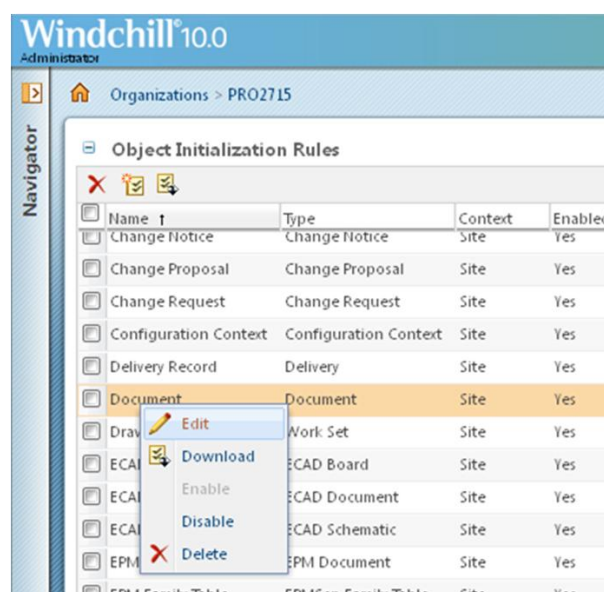 Windchill® 10.0
Administrator
Organizations > PRO2715
Navigator
Object Initialization Rules
Name ↑ Type Context Enabled
Change Notice Change Notice Site Yes
Change Proposal Change Proposal Site Yes
Change Request Change Request Site Yes
Configuration Context Configuration Context Site Yes
Delivery Record Delivery Site Yes
Document Document Site Yes
Draw Work Set Site Yes
Edit
Download
ECAD Board Site Yes
Enable
ECAD Document Site Yes
Disable
ECAD Schematic Site Yes
Delete
EPM EPM Document Site Yes